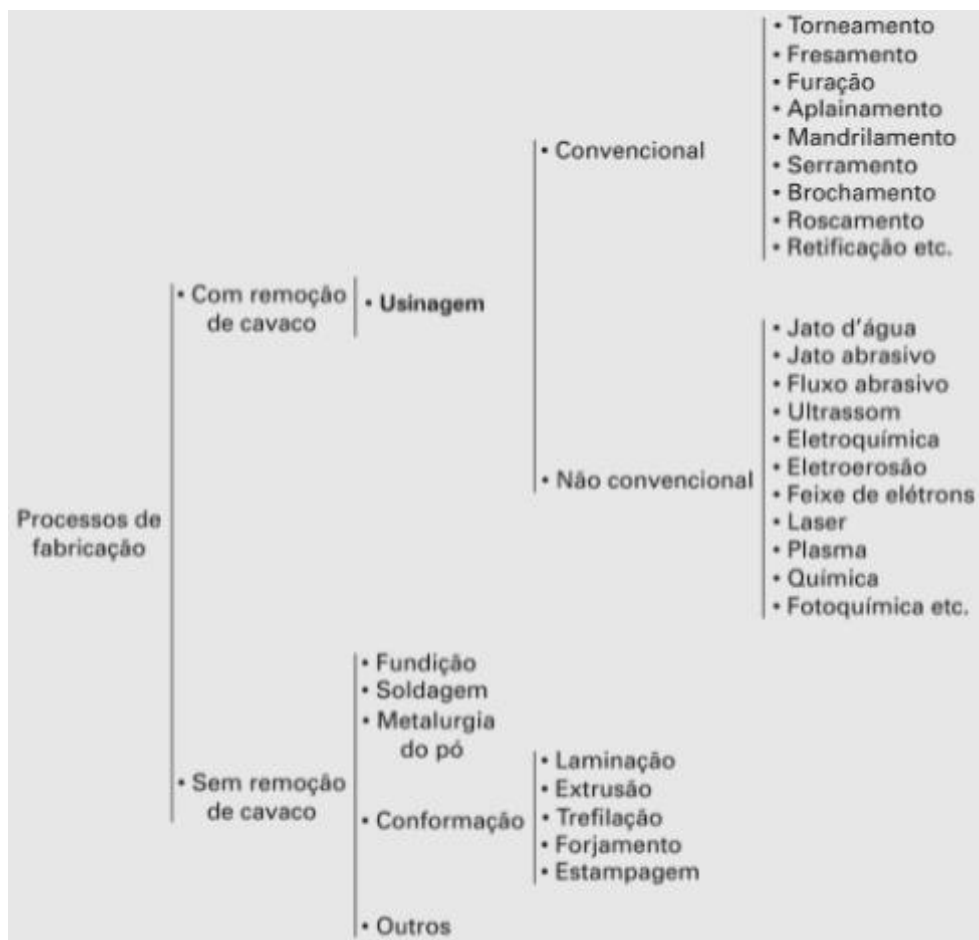 Processos de
fabricação
• Com remoção
de cavaco
• Usinagem
• Convencional
• Torneamento
• Fresamento
• Furação
• Aplainamento
• Mandrilamento
• Serramento
• Brochamento
• Roscamento
• Retificação etc.
• Não convencional
• Jato d'água
• Jato abrasivo
• Fluxo abrasivo
• Ultrassom
• Eletroquímica
• Eletroerosão
• Feixe de elétrons
• Laser
• Plasma
• Química
• Fotoquímica etc.
• Sem remoção
de cavaco
• Fundição
• Soldagem
• Metalurgia
do pó
• Conformação
• Laminação
• Extrusão
• Trefilação
• Forjamento
• Estampagem
• Outros